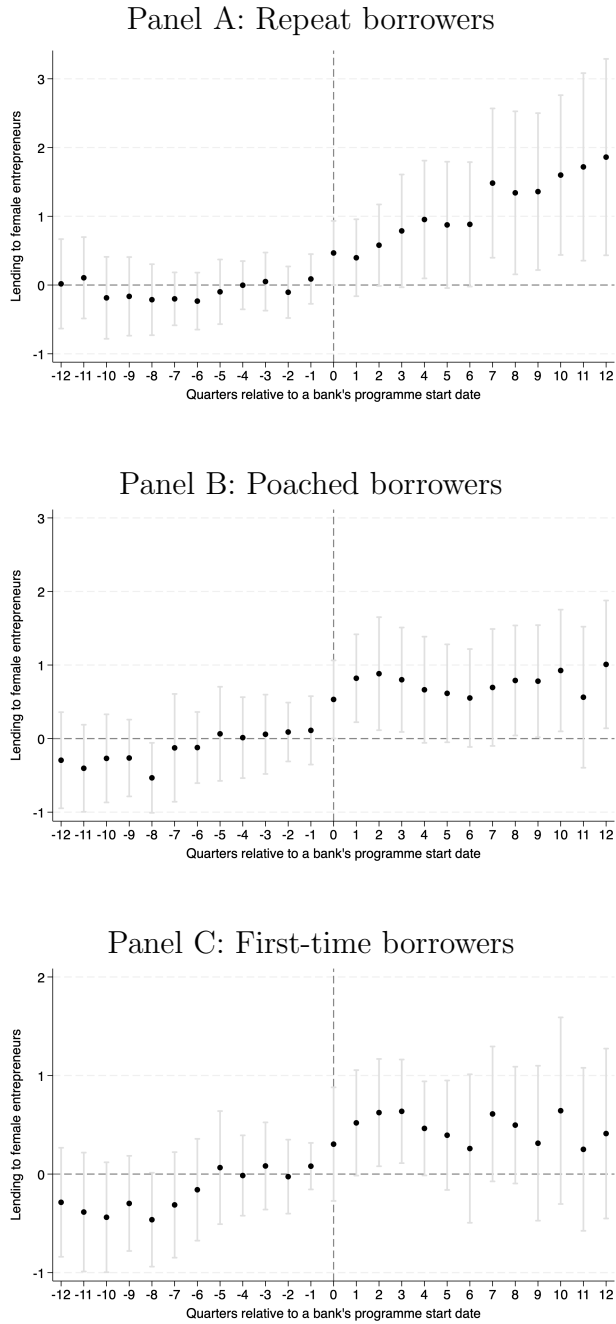 Panel A: Repeat borrowers
3
2
1
0
-1
Lending to female entrepreneurs
-12 -11 -10 -9 -8 -7 -6 -5 -4 -3 -2 -1 0 1 2 3 4 5 6 7 8 9 10 11 12
Quarters relative to a bank's programme start date
Panel B: Poached borrowers
3
2
1
0
-1
Lending to female entrepreneurs
-12 -11 -10 -9 -8 -7 -6 -5 -4 -3 -2 -1 0 1 2 3 4 5 6 7 8 9 10 11 12
Quarters relative to a bank's programme start date
Panel C: First-time borrowers
2
1
0
-1
Lending to female entrepreneurs
-12 -11 -10 -9 -8 -7 -6 -5 -4 -3 -2 -1 0 1 2 3 4 5 6 7 8 9 10 11 12
Quarters relative to a bank's programme start date